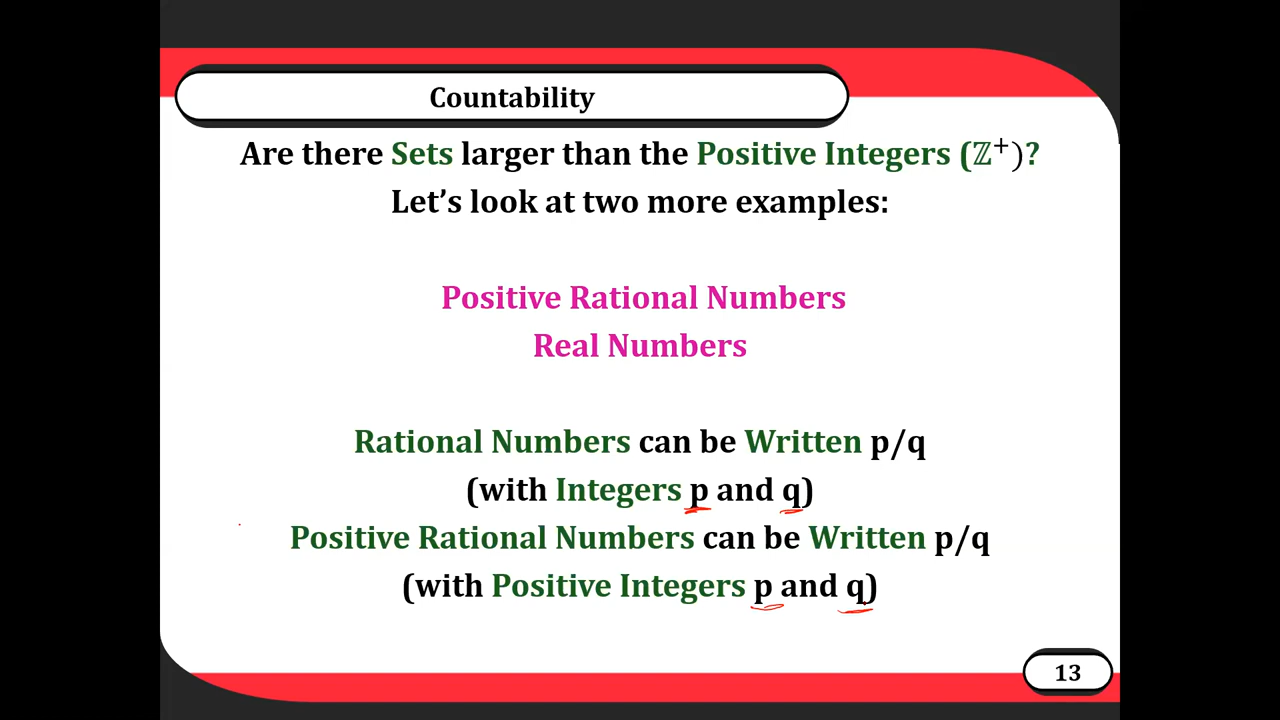 Countability
Are there Sets larger than the Positive Integers (ℤ⁺)?
Let’s look at two more examples:
Positive Rational Numbers
Real Numbers
Rational Numbers can be Written p/q
(with Integers p and q)
Positive Rational Numbers can be Written p/q
(with Positive Integers p and q)
13